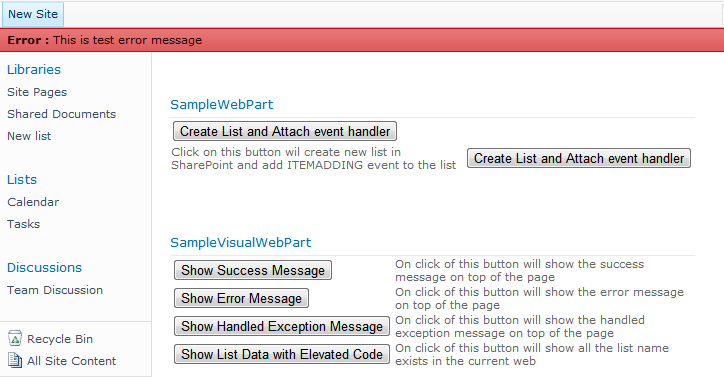 New Site
Error : This is test error message
Libraries
Site Pages
Shared Documents
New list
Lists
Calendar
Tasks
Discussions
Team Discussion
Recycle Bin
All Site Content
SampleWebPart
Create List and Attach event handler
Click on this button wil create new list in
SharePoint and add ITEMADDING event to the list
Create List and Attach event handler
SampleVisualWebPart
Show Success Message
On click of this button will show the success
message on top of the page
Show Error Message
On click of this button will show the error message
on top of the page
Show Handled Exception Message
On click of this button will show the handled
exception message on top of the page
Show List Data with Elevated Code
On click of this button will show all the list name
exists in the current web